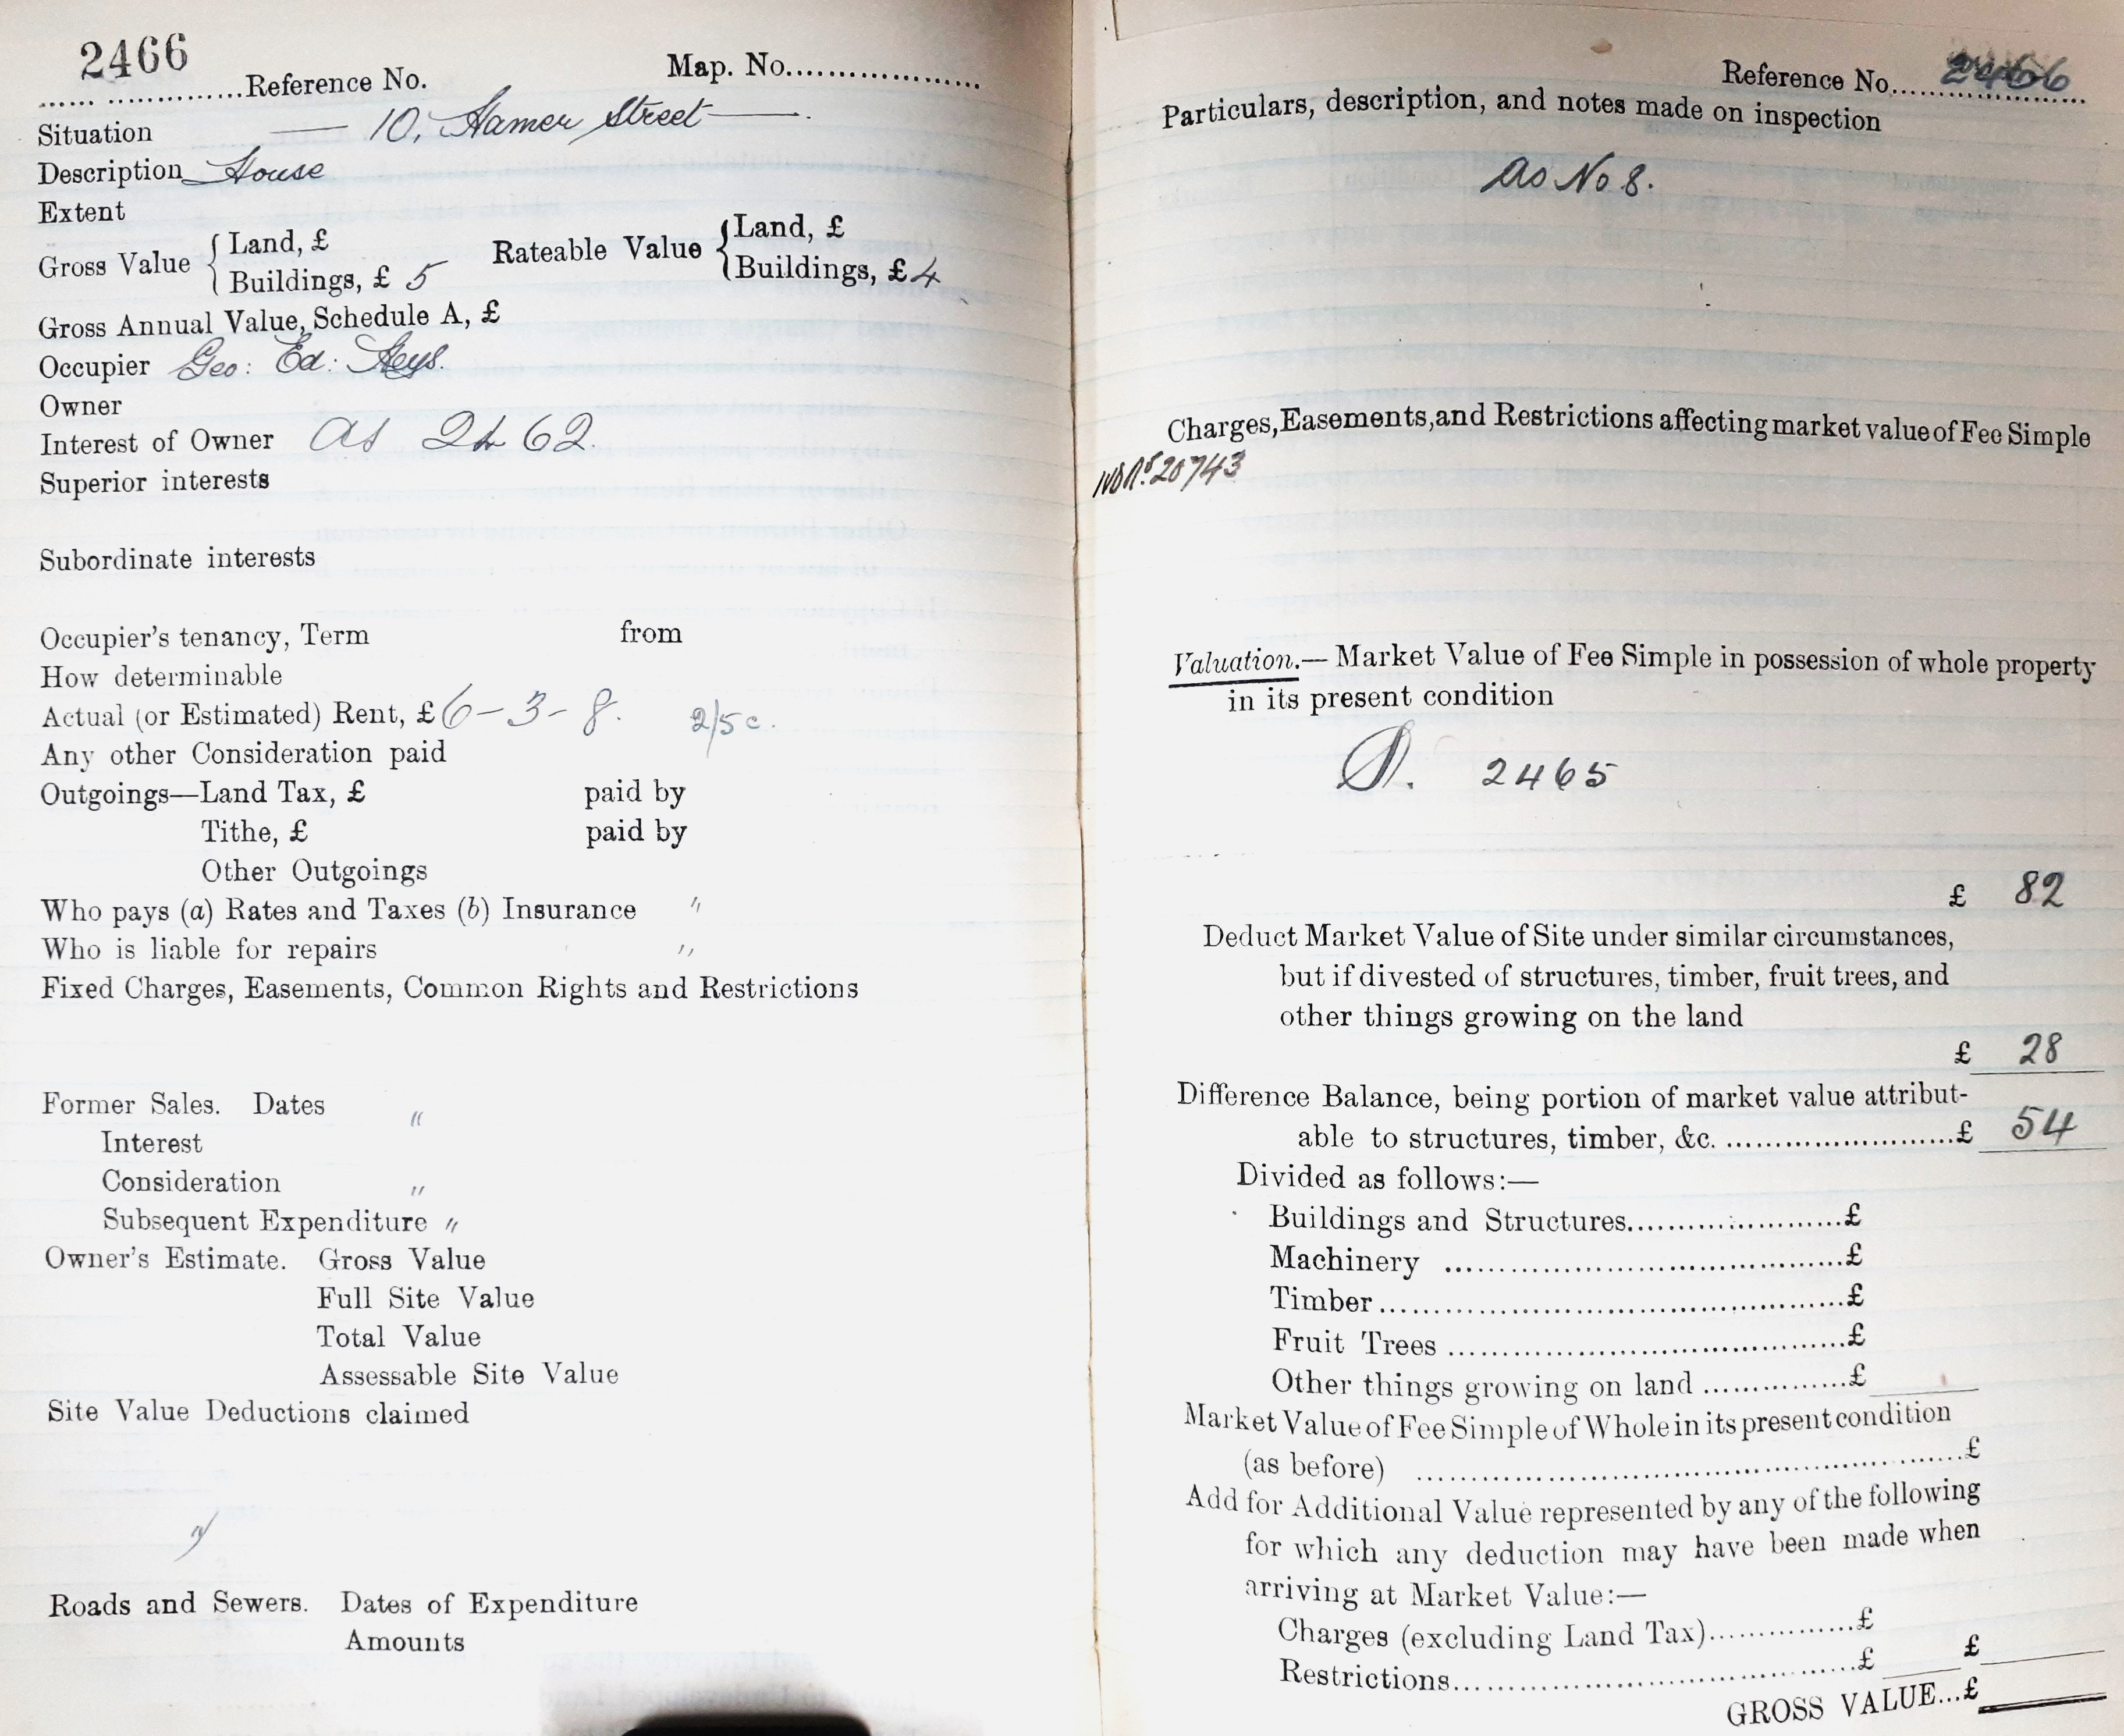 2466
...................Reference No.
Map. No...................
Situation — 10, Hamer Street —
Description House
Extent
Gross Value { Land, £
Buildings, £ 5
Rateable Value { Land, £
Buildings, £ 4
Gross Annual Value, Schedule A, £
Occupier Geo: Ed:
Owner
Interest of Owner as 2462.
Superior interests
Subordinate interests
Occupier's tenancy, Term from
How determinable
Actual (or Estimated) Rent, £ 6-3-8. 2/5 c.
Any other Consideration paid
Outgoings—Land Tax, £ paid by
Tithe, £ paid by
Other Outgoings
Who pays (a) Rates and Taxes (b) Insurance "
Who is liable for repairs "
Fixed Charges, Easements, Common Rights and Restrictions
Former Sales. Dates "
Interest
Consideration "
Subsequent Expenditure "
Owner's Estimate. Gross Value
Full Site Value
Total Value
Assessable Site Value
Site Value Deductions claimed
Roads and Sewers. Dates of Expenditure
Amounts
Reference No. 2466
Particulars, description, and notes made on inspection
as No 8.
Charges, Easements, and Restrictions affecting market value of Fee Simple
20743
Valuation.— Market Value of Fee Simple in possession of whole property
in its present condition
2465
£ 82
Deduct Market Value of Site under similar circumstances,
but if divested of structures, timber, fruit trees, and
other things growing on the land
£ 28
Difference Balance, being portion of market value attribut-
able to structures, timber, &c. ........................£ 54
Divided as follows:—
Buildings and Structures......................£
Machinery ........................................£
Timber..............................................£
Fruit Trees ........................................£
Other things growing on land ...............£
Market Value of Fee Simple of Whole in its present condition
(as before) ........................................................£
Add for Additional Value represented by any of the following
for which any deduction may have been made when
arriving at Market Value:—
Charges (excluding Land Tax)...............£
Restrictions.........................................£ £
GROSS VALUE...£